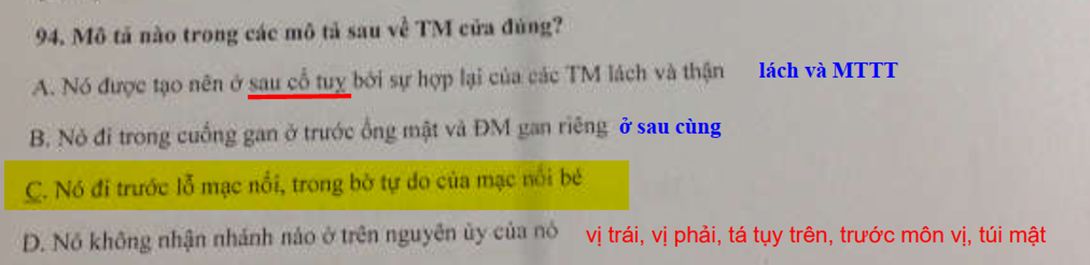 94. Mô tả nào trong các mô tả sau về TM cửa đúng?
A. Nó được tạo nên ở sau cổ tuỵ bởi sự hợp lại của các TM lách và thận lách và MTTT
B. Nó đi trong cuống gan ở trước ống mật và ĐM gan riêng ở sau cùng
C. Nó đi trước lỗ mạc nối, trong bờ tự do của mạc nối bé
D. Nó không nhận nhánh nào ở trên nguyên ủy của nó vị trái, vị phải, tá tụy trên, trước môn vị, túi mật